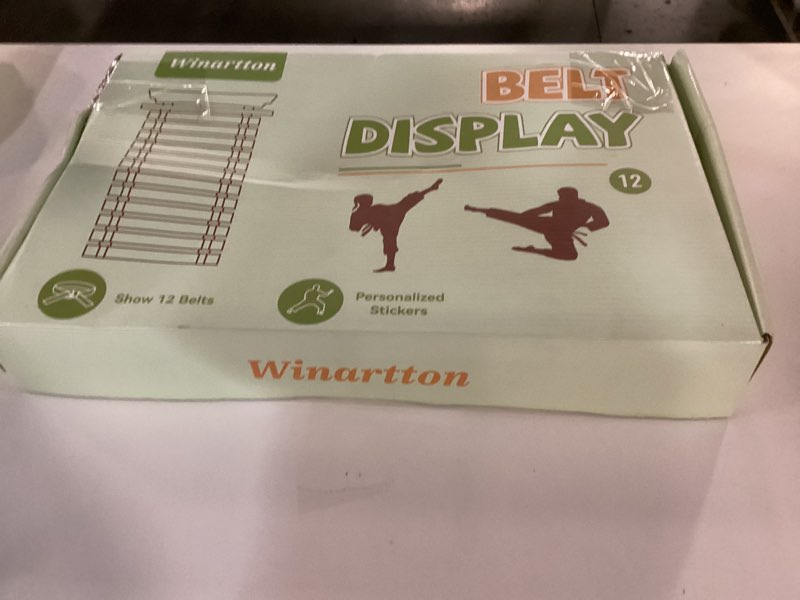 Winartton
BELT
DISPLAY
12
Show 12 Belts
Personalized
Stickers
Winartton